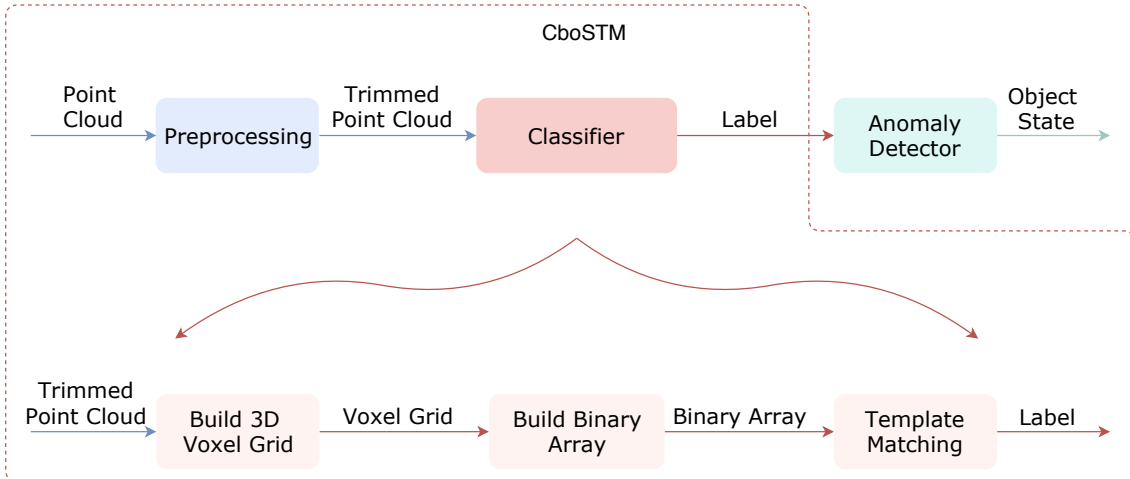 CboSTM
Point
Cloud
Preprocessing
Trimmed
Point Cloud
Classifier
Label
Anomaly
Detector
Object
State
Trimmed
Point Cloud
Build 3D
Voxel Grid
Voxel Grid
Build Binary
Array
Binary Array
Template
Matching
Label